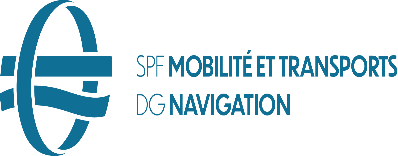 SPF MOBILITÉ ET TRANSPORTS
DG NAVIGATION